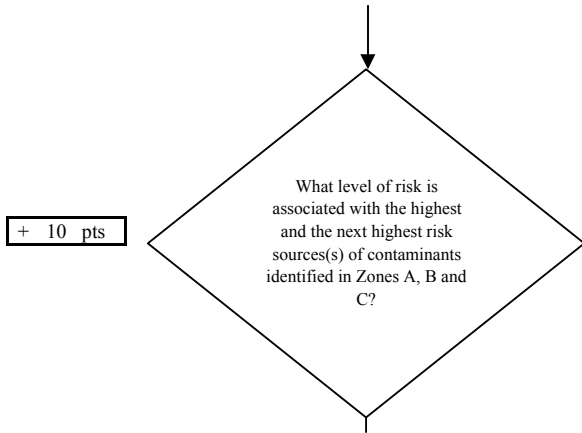 What level of risk is
associated with the highest
and the next highest risk
sources(s) of contaminants
identified in Zones A, B and
C?
+ 10 pts